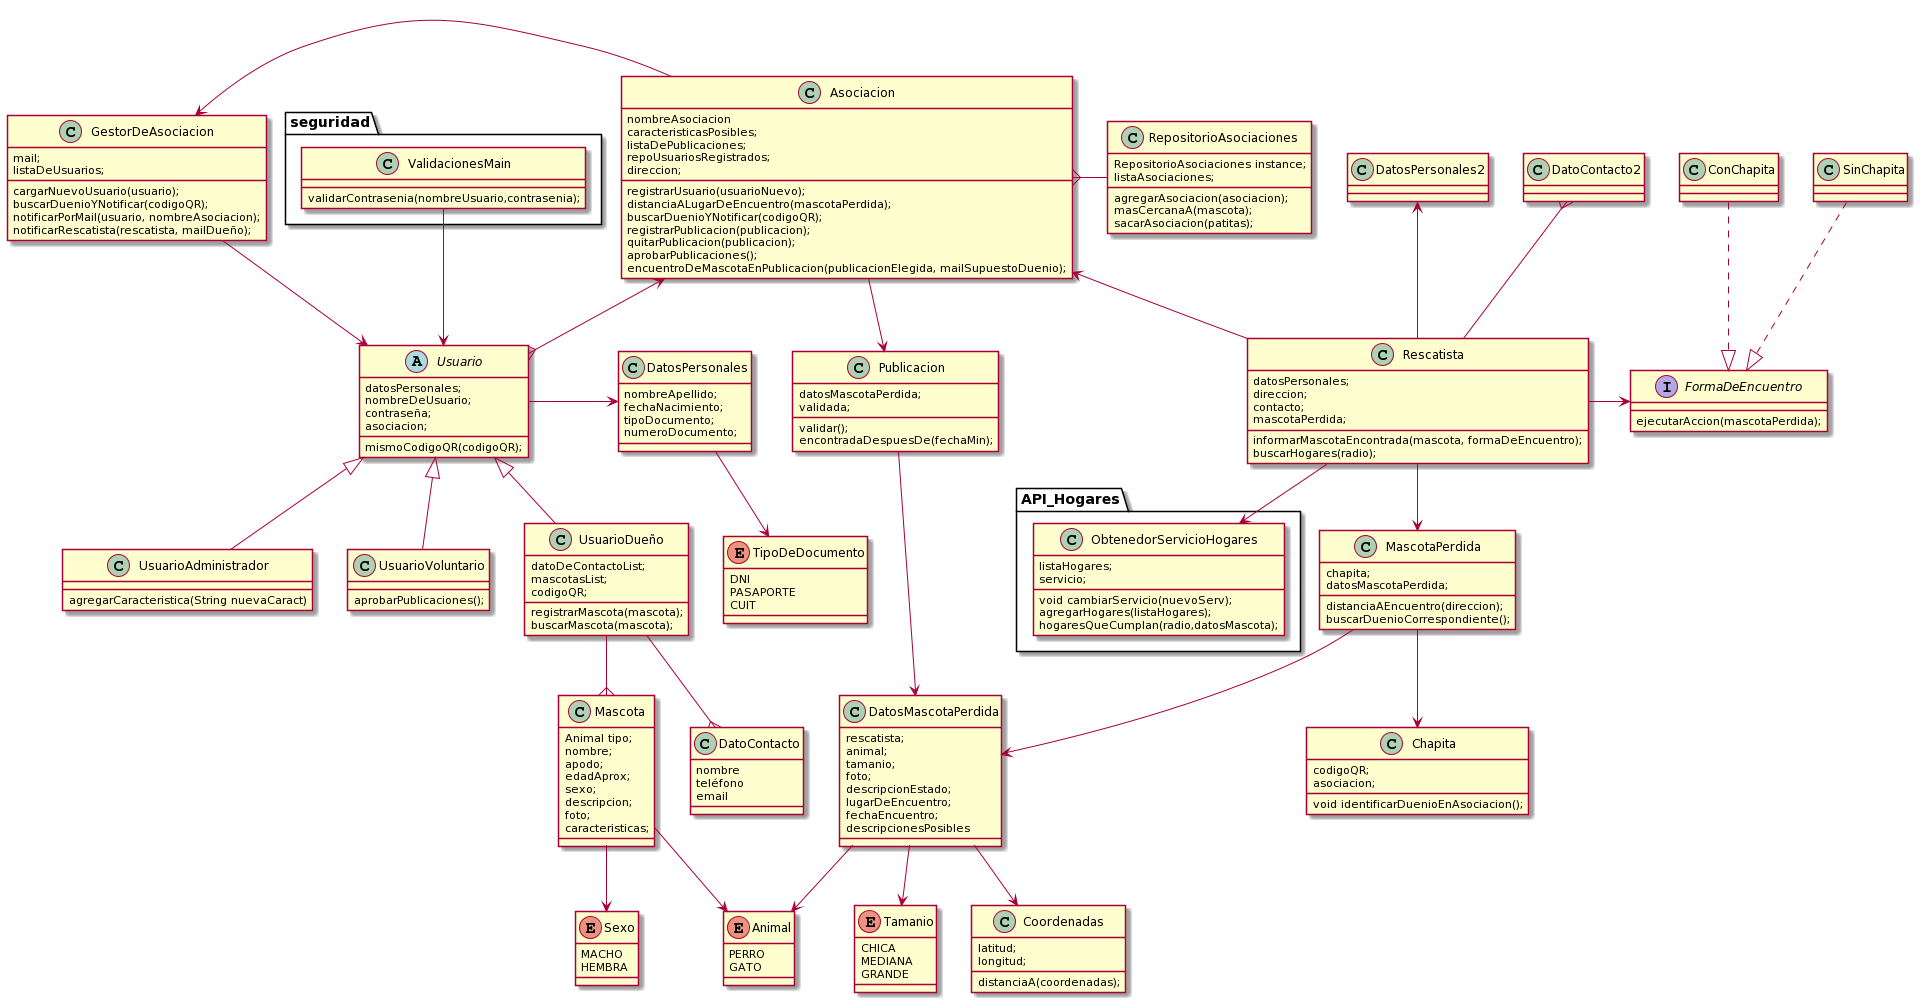 Asociacion
nombreAsociacion
caracteristicasPosibles;
listaDePublicaciones;
repoUsuariosRegistrados;
direccion;
registrarUsuario(usuarioNuevo);
distanciaALugarDeEncuentro(mascotaPerdida);
buscarDuenioYNotificar(codigoQR);
registrarPublicacion(publicacion);
quitarPublicacion(publicacion);
aprobarPublicaciones();
encuentroDeMascotaEnPublicacion(publicacionElegida, mailSupuestoDuenio);
GestorDeAsociacion
mail;
listaDeUsuarios;
cargarNuevoUsuario(usuario);
buscarDuenioYNotificar(codigoQR);
notificarPorMail(usuario, nombreAsociacion);
notificarRescatista(rescatista, mailDueño);
seguridad
ValidacionesMain
validarContrasenia(nombreUsuario,contrasenia);
RepositorioAsociaciones
RepositorioAsociaciones instance;
listaAsociaciones;
agregarAsociacion(asociacion);
masCercanaA(mascota);
sacarAsociacion(patitas);
DatosPersonales2
DatoContacto2
ConChapita
SinChapita
Usuario
datosPersonales;
nombreDeUsuario;
contraseña;
asociacion;
mismoCodigoQR(codigoQR);
DatosPersonales
nombreApellido;
fechaNacimiento;
tipoDocumento;
numeroDocumento;
Publicacion
datosMascotaPerdida;
validada;
validar();
encontradaDespuesDe(fechaMin);
Rescatista
datosPersonales;
direccion;
contacto;
mascotaPerdida;
informarMascotaEncontrada(mascota, formaDeEncuentro);
buscarHogares(radio);
FormaDeEncuentro
ejecutarAccion(mascotaPerdida);
UsuarioAdministrador
agregarCaracteristica(String nuevaCaract)
UsuarioVoluntario
aprobarPublicaciones();
UsuarioDueño
datoDeContactoList;
mascotasList;
codigoQR;
registrarMascota(mascota);
buscarMascota(mascota);
TipoDeDocumento
DNI
PASAPORTE
CUIT
API_Hogares
ObtenedorServicioHogares
listaHogares;
servicio;
void cambiarServicio(nuevoServ);
agregarHogares(listaHogares);
hogaresQueCumplan(radio,datosMascota);
MascotaPerdida
chapita;
datosMascotaPerdida;
distanciaAEncuentro(direccion);
buscarDuenioCorrespondiente();
Mascota
Animal tipo;
nombre;
apodo;
edadAprox;
sexo;
descripcion;
foto;
caracteristicas;
DatoContacto
nombre
teléfono
email
DatosMascotaPerdida
rescatista;
animal;
tamanio;
foto;
descripcionEstado;
lugarDeEncuentro;
fechaEncuentro;
descripcionesPosibles
Chapita
codigoQR;
asociacion;
void identificarDuenioEnAsociacion();
Sexo
MACHO
HEMBRA
Animal
PERRO
GATO
Tamanio
CHICA
MEDIANA
GRANDE
Coordenadas
latitud;
longitud;
distanciaA(coordenadas);